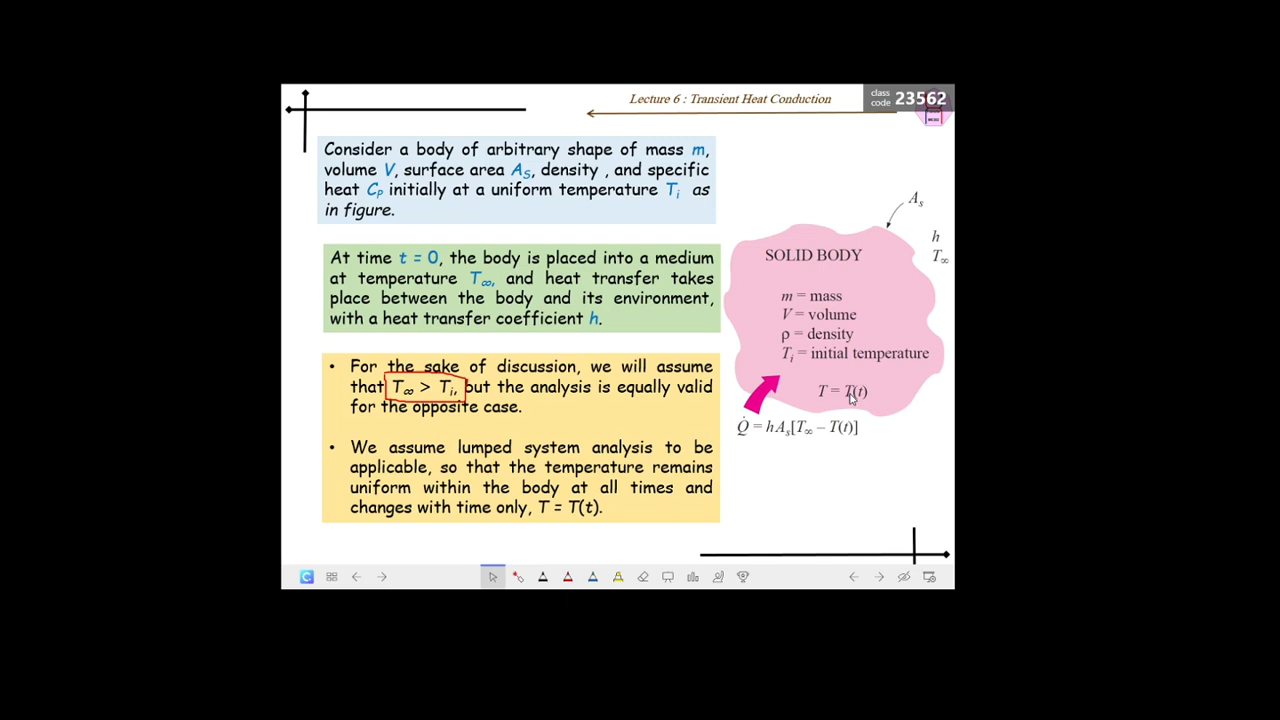 Lecture 6 : Transient Heat Conduction
class
code 23562
Consider a body of arbitrary shape of mass m,
volume V, surface area AS, density , and specific
heat CP initially at a uniform temperature Ti as
in figure.
At time t = 0, the body is placed into a medium
at temperature T∞, and heat transfer takes
place between the body and its environment,
with a heat transfer coefficient h.
• For the sake of discussion, we will assume
that T∞ > Ti, but the analysis is equally valid
for the opposite case.
• We assume lumped system analysis to be
applicable, so that the temperature remains
uniform within the body at all times and
changes with time only, T = T(t).
As
h
T∞
SOLID BODY
m = mass
V = volume
ρ = density
Ti = initial temperature
T = T(t)
Q̇ = hAs[T∞ – T(t)]